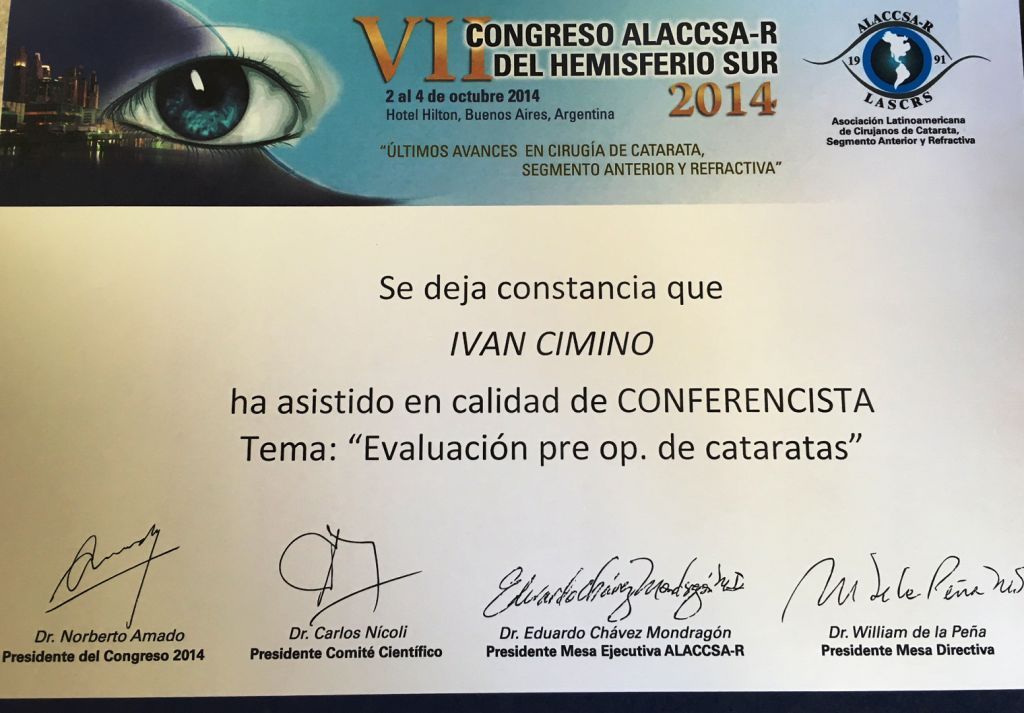 VII CONGRESO ALACCSA-R
DEL HEMISFERIO SUR
2014
2 al 4 de octubre 2014
Hotel Hilton, Buenos Aires, Argentina
“ÚLTIMOS AVANCES EN CIRUGÍA DE CATARATA,
SEGMENTO ANTERIOR Y REFRACTIVA”
ALACCSA-R
19 91
LASCRS
Asociación Latinoamericana
de Cirujanos de Catarata,
Segmento Anterior y Refractiva
Se deja constancia que
IVAN CIMINO
ha asistido en calidad de CONFERENCISTA
Tema: “Evaluación pre op. de cataratas”
Eduardo Chávez Mondragón M.D.
M de la Peña MD
Dr. Norberto Amado
Presidente del Congreso 2014
Dr. Carlos Nícoli
Presidente Comité Científico
Dr. Eduardo Chávez Mondragón
Presidente Mesa Ejecutiva ALACCSA-R
Dr. William de la Peña
Presidente Mesa Directiva